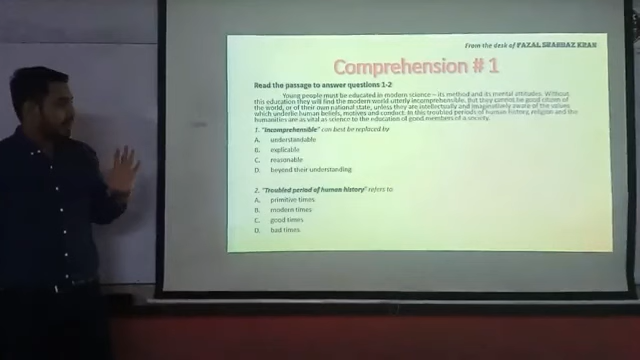 From the desk of FAZAL SHAHBAZ KHAN
Comprehension # 1
Read the passage to answer questions 1-2
Young people must be educated in modern science – its method and its mental attitudes. Without
this education they will find the modern world utterly incomprehensible. But they cannot be good citizen of
the world, or of their own national state, unless they are intellectually and imaginatively aware of the values,
which underlie human beliefs, motives and conduct. In this troubled periods of human history, religion and the
humanities are as vital as science to the education of good members of a society.
1. "Incomprehensible" can best be replaced by
A. understandable
B. explicable
C. reasonable
D. beyond their understanding
2. "Troubled period of human history" refers to
A. primitive times
B. modern times
C. good times
D. bad times